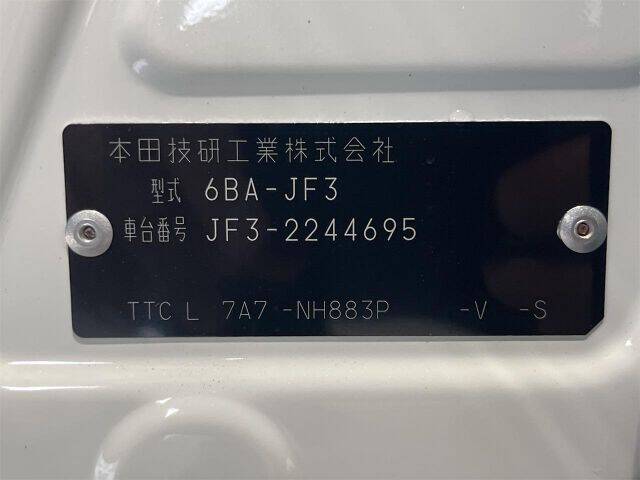 本田技研工業株式会社
型式 6BA-JF3
車台番号 JF3-2244695
TTC L 7A7 -NH883P -V -S